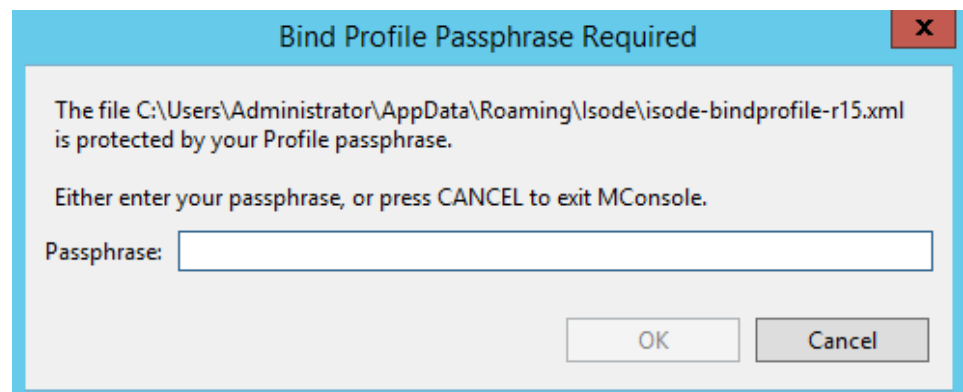 Bind Profile Passphrase Required
x
The file C:\Users\Administrator\AppData\Roaming\Isode\isode-bindprofile-r15.xml
is protected by your Profile passphrase.
Either enter your passphrase, or press CANCEL to exit MConsole.
Passphrase:
OK Cancel